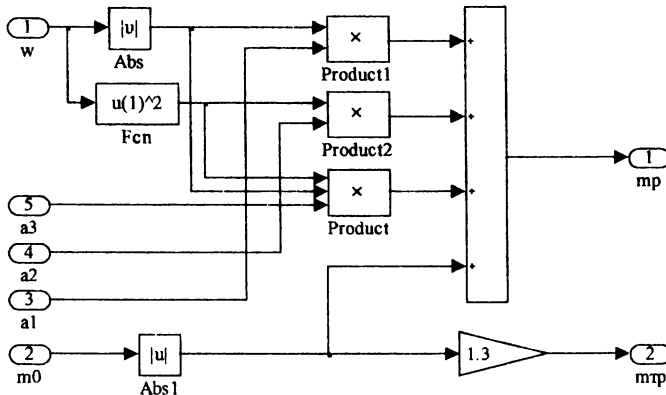 1
w
|u|
Abs
u(1)^2
Fcn
×
Product1
×
Product2
×
Product
+
+
+
+
1
mp
5
a3
4
a2
3
a1
2
m0
|u|
Abs1
1.3
2
mтp